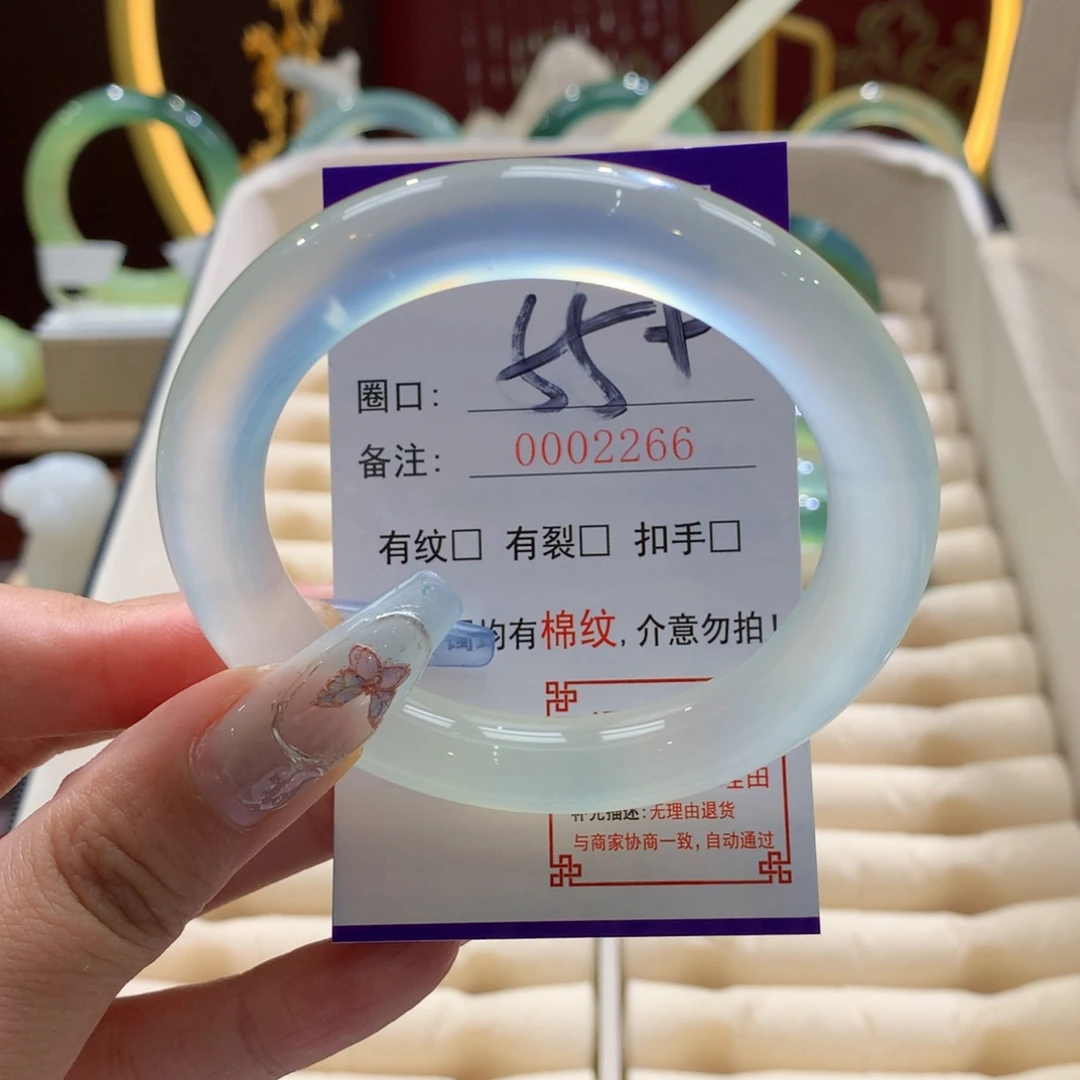 圈口: 55+
备注: 0002266
有纹□ 有裂□ 扣手□
均有棉纹,介意勿拍!
理由
补充描述:无理由退货
与商家协商一致,自动通过